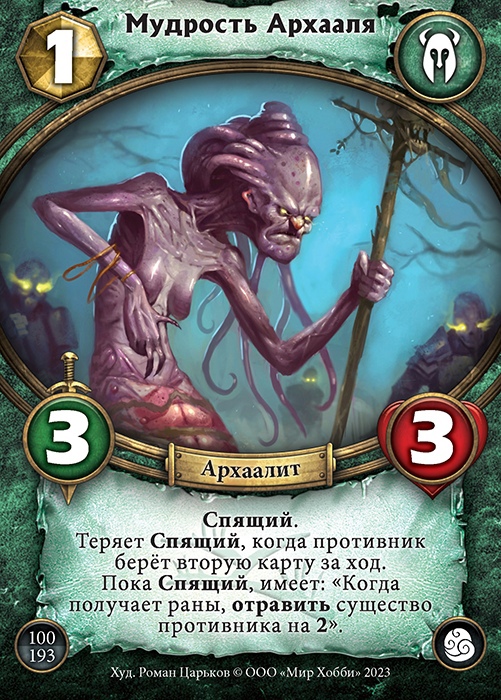 1
Мудрость Архааля
3
3
Архаалит
Спящий.
Теряет Спящий, когда противник
берёт вторую карту за ход.
Пока Спящий, имеет: «Когда
получает раны, отравить существо
противника на 2».
100
193
Худ. Роман Царьков © ООО «Мир Хобби» 2023